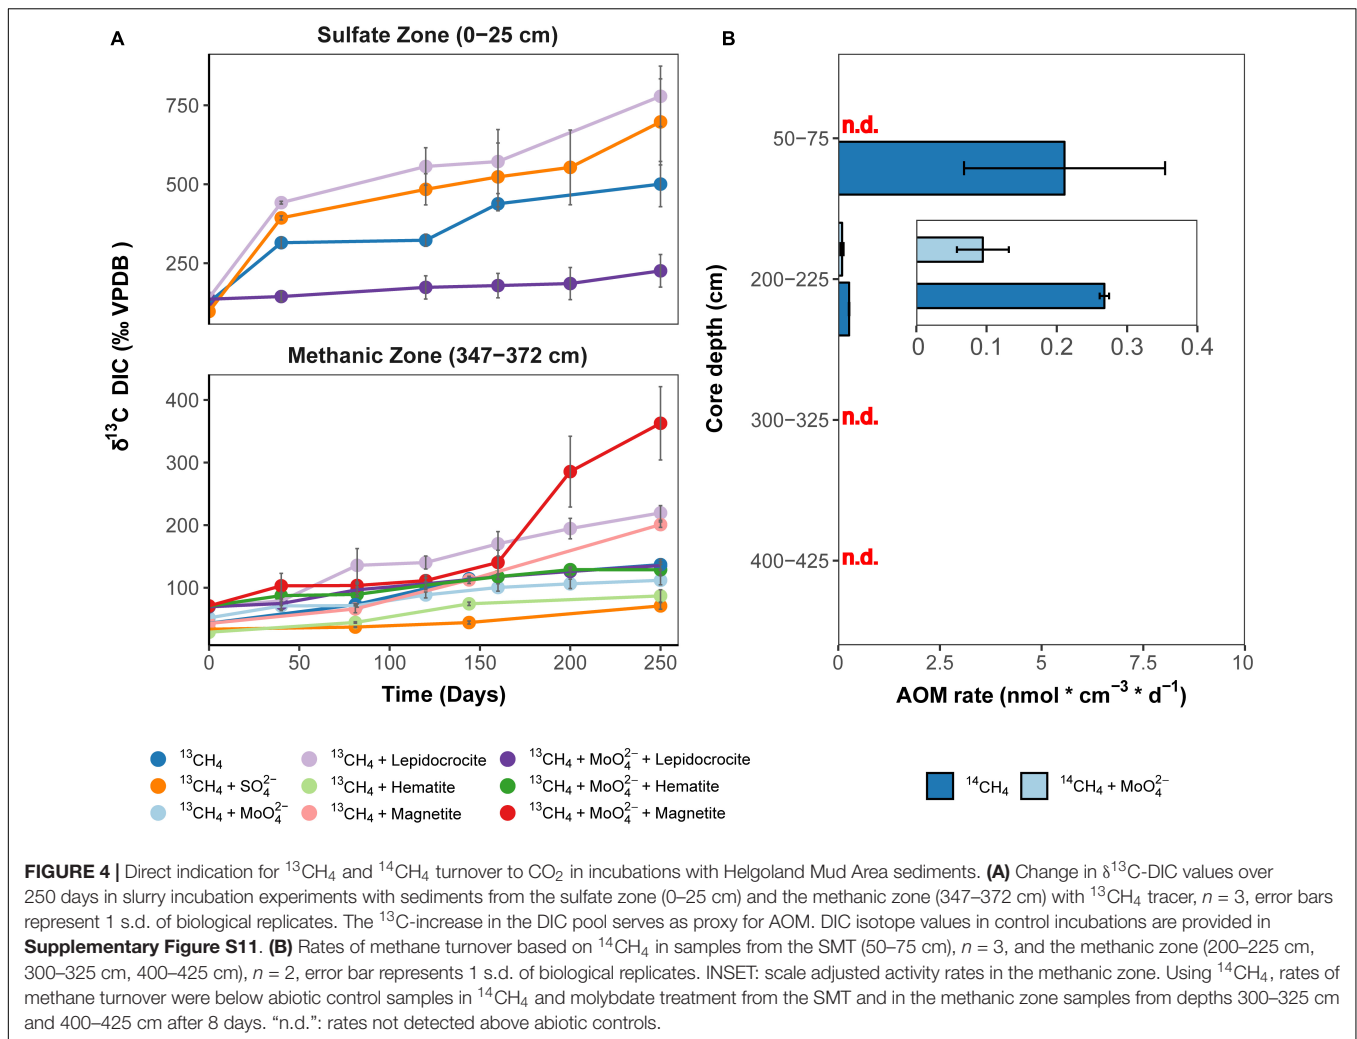 A
Sulfate Zone (0–25 cm)
750
500
250
Methanic Zone (347–372 cm)
400
300
200
100
0 50 100 150 200 250
Time (Days)
δ¹³C DIC (‰ VPDB )
B
n.d.
50–75
200–225
0 0.1 0.2 0.3 0.4
300–325
n.d.
400–425
n.d.
0 2.5 5 7.5 10
Core depth (cm)
AOM rate (nmol * cm⁻³ * d⁻¹)
¹³CH₄ ¹³CH₄ + Lepidocrocite ¹³CH₄ + MoO₄²⁻ + Lepidocrocite
¹³CH₄ + SO₄²⁻ ¹³CH₄ + Hematite ¹³CH₄ + MoO₄²⁻ + Hematite
¹³CH₄ + MoO₄²⁻ ¹³CH₄ + Magnetite ¹³CH₄ + MoO₄²⁻ + Magnetite
¹⁴CH₄ ¹⁴CH₄ + MoO₄²⁻
FIGURE 4 | Direct indication for ¹³CH₄ and ¹⁴CH₄ turnover to CO₂ in incubations with Helgoland Mud Area sediments. (A) Change in δ¹³C-DIC values over
250 days in slurry incubation experiments with sediments from the sulfate zone (0–25 cm) and the methanic zone (347–372 cm) with ¹³CH₄ tracer, n = 3, error bars
represent 1 s.d. of biological replicates. The ¹³C-increase in the DIC pool serves as proxy for AOM. DIC isotope values in control incubations are provided in
Supplementary Figure S11. (B) Rates of methane turnover based on ¹⁴CH₄ in samples from the SMT (50–75 cm), n = 3, and the methanic zone (200–225 cm,
300–325 cm, 400–425 cm), n = 2, error bar represents 1 s.d. of biological replicates. INSET: scale adjusted activity rates in the methanic zone. Using ¹⁴CH₄, rates of
methane turnover were below abiotic control samples in ¹⁴CH₄ and molybdate treatment from the SMT and in the methanic zone samples from depths 300–325 cm
and 400–425 cm after 8 days. “n.d.”: rates not detected above abiotic controls.